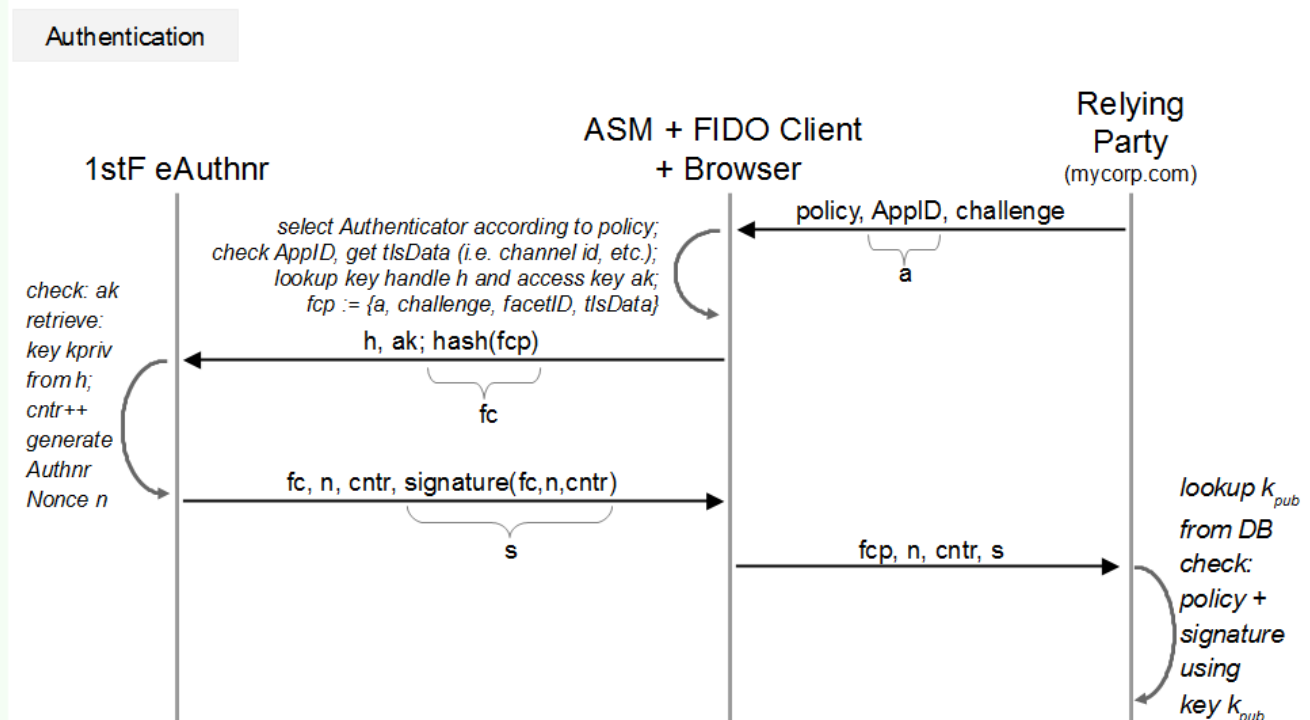 Authentication
1stF eAuthnr
ASM + FIDO Client
+ Browser
Relying
Party
(mycorp.com)
policy, AppID, challenge
a
select Authenticator according to policy;
check AppID, get tlsData (i.e. channel id, etc.);
lookup key handle h and access key ak;
fcp := {a, challenge, facetID, tlsData}
h, ak; hash(fcp)
fc
check: ak
retrieve:
key kpriv
from h;
cntr++
generate
Authnr
Nonce n
fc, n, cntr, signature(fc,n,cntr)
s
fcp, n, cntr, s
lookup kpub
from DB
check:
policy +
signature
using
key kpub